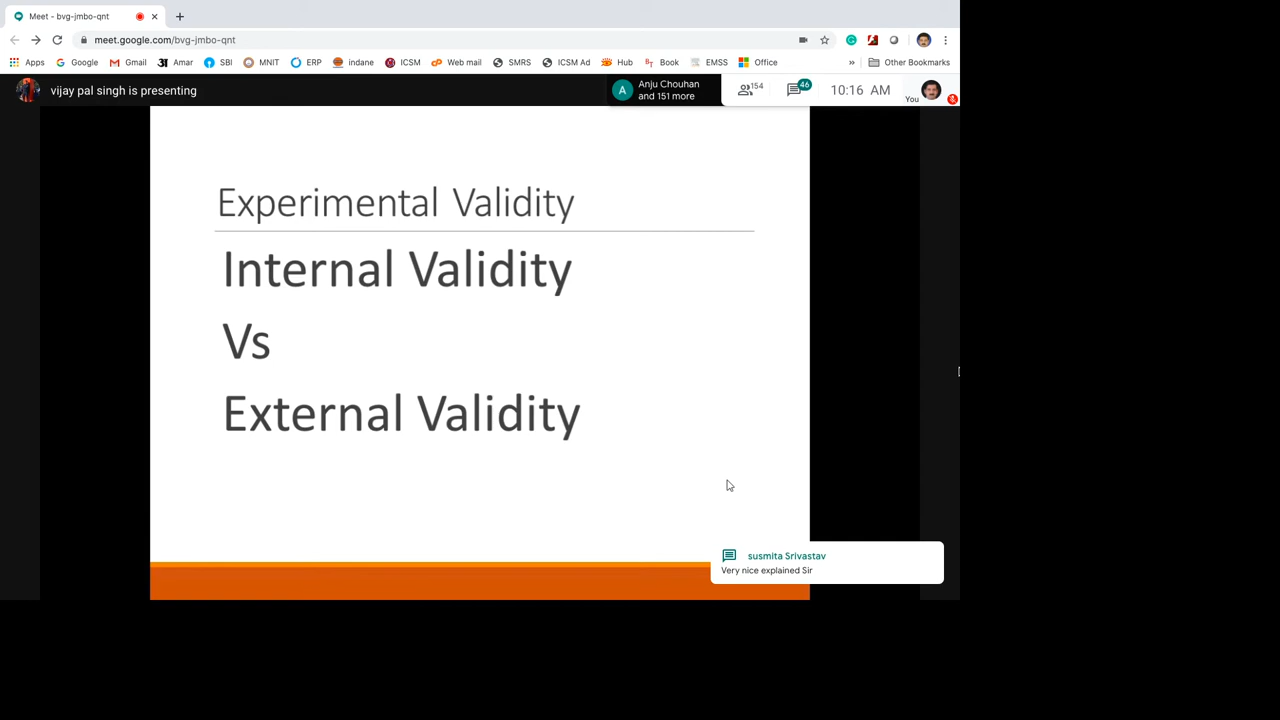 Meet - bvg-jmbo-qnt
meet.google.com/bvg-jmbo-qnt
Apps Google Gmail Amar SBI MNIT ERP indane ICSM Web mail SMRS ICSM Ad Hub Book EMSS Office » Other Bookmarks
vijay pal singh is presenting
A Anju Chouhan
and 151 more
154
46
10:16 AM
You
Experimental Validity
Internal Validity
Vs
External Validity
susmita Srivastav
Very nice explained Sir